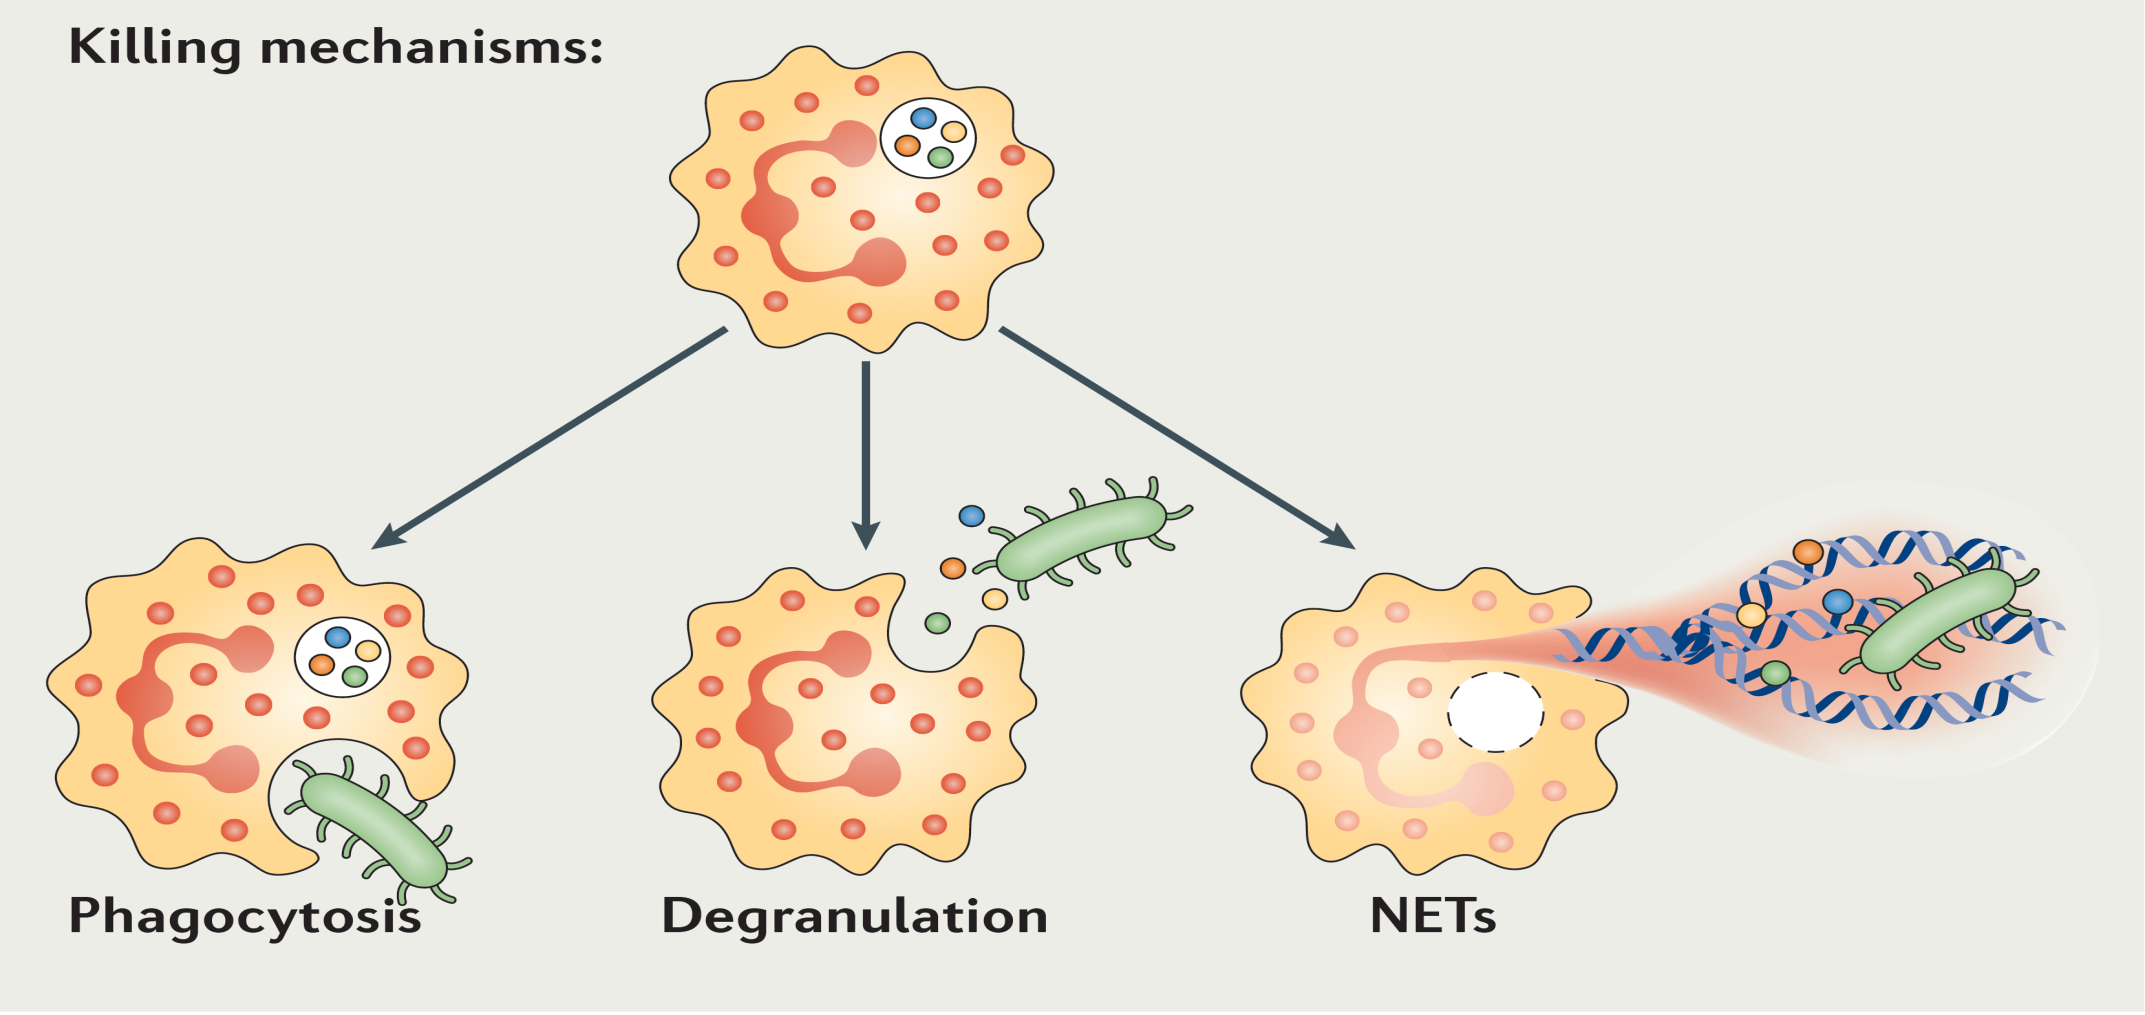 Killing mechanisms:
Phagocytosis
Degranulation
NETs